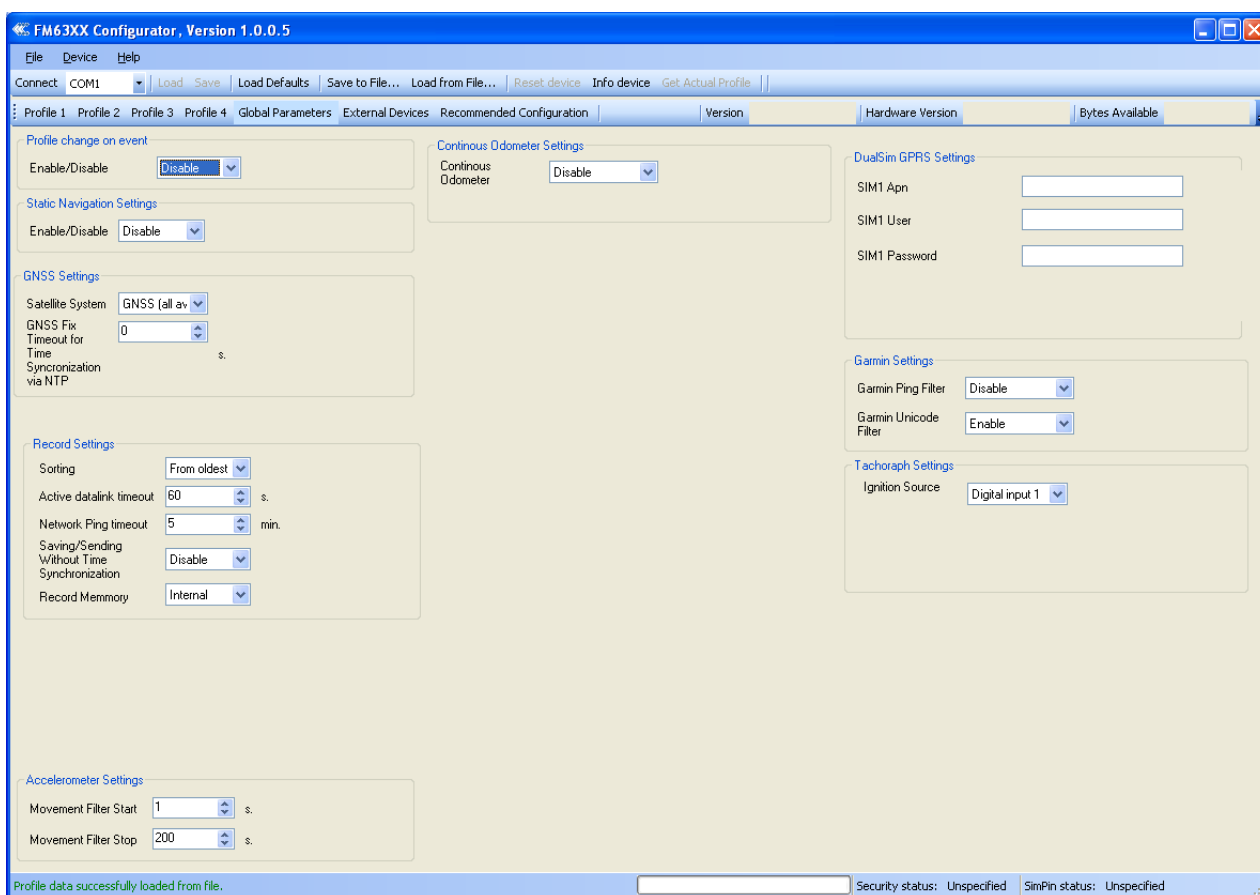 FM63XX Configurator, Version 1.0.0.5
File Device Help
Connect COM1 Load Save Load Defaults Save to File... Load from File... Reset device Info device Get Actual Profile
Profile 1 Profile 2 Profile 3 Profile 4 Global Parameters External Devices Recommended Configuration Version Hardware Version Bytes Available
Profile change on event
Enable/Disable Disable
Static Navigation Settings
Enable/Disable Disable
GNSS Settings
Satellite System GNSS (all av
GNSS Fix
Timeout for
Time
Syncronization
via NTP
0
s.
Record Settings
Sorting From oldest
Active datalink timeout 60 s.
Network Ping timeout 5 min.
Saving/Sending
Without Time
Synchronization
Disable
Record Memmory Internal
Accelerometer Settings
Movement Filter Start 1 s.
Movement Filter Stop 200 s.
Continous Odometer Settings
Continous
Odometer
Disable
DualSim GPRS Settings
SIM1 Apn
SIM1 User
SIM1 Password
Garmin Settings
Garmin Ping Filter Disable
Garmin Unicode
Filter
Enable
Tachoraph Settings
Ignition Source Digital input 1
Profile data successfully loaded from file. Security status: Unspecified SimPin status: Unspecified